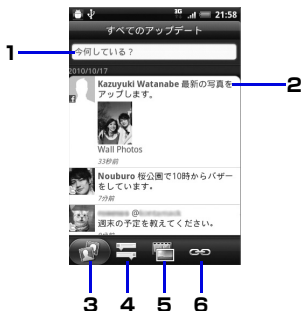 3G
21:58
すべてのアップデート
1
今何している？
2010/10/17
2
Kazuyuki Watanabe 最新の写真を
アップします。
Wall Photos
33秒前
Nouburo 桜公園で10時からバザー
をしています。
7分前
@
週末の予定を教えてください。
3 4 5 6